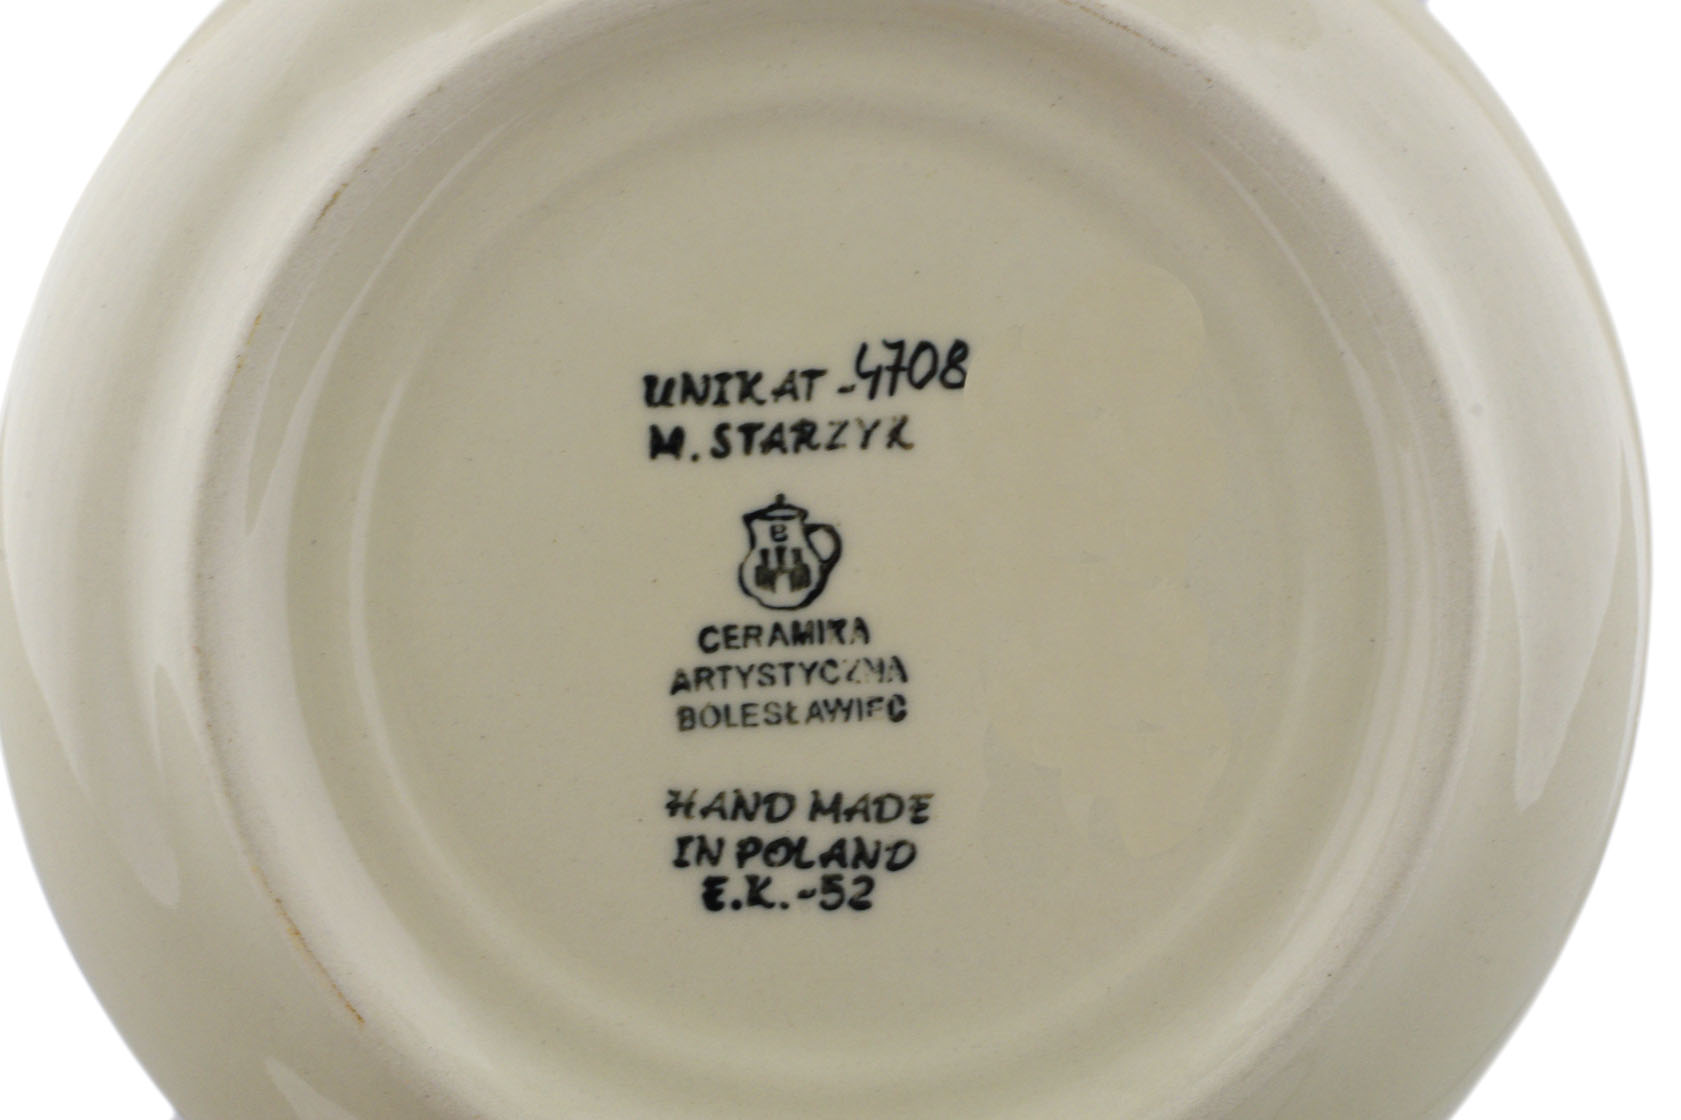 UNIKAT-4708
M. STARZYK
B
CERAMIKA
ARTYSTYCZNA
BOLESŁAWIEC
HAND MADE
IN POLAND
E.K.-52